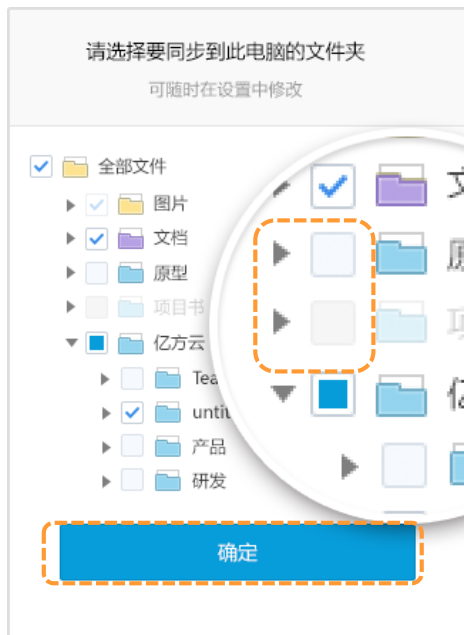 请选择要同步到此电脑的文件夹
可随时在设置中修改
全部文件
图片
文档
原型
项目书
亿方云
Tea
unti
产品
研发
确定